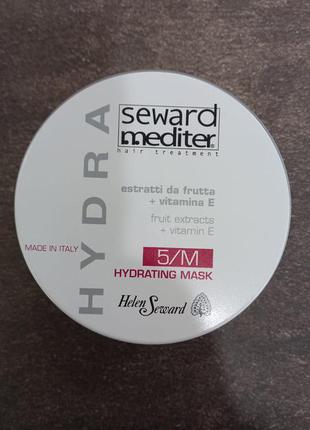 HYDRA
seward
mediter®
hair treatment
estratti da frutta
+ vitamina E
fruit extracts
+ vitamin E
MADE IN ITALY
5/M
HYDRATING MASK
Helen Seward